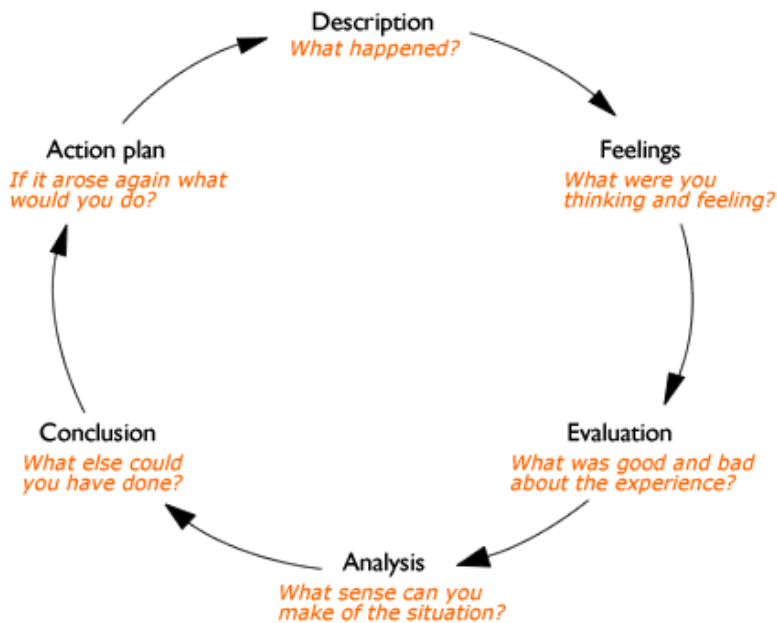 Description
What happened?
Feelings
What were you
thinking and feeling?
Evaluation
What was good and bad
about the experience?
Analysis
What sense can you
make of the situation?
Conclusion
What else could
you have done?
Action plan
If it arose again what
would you do?